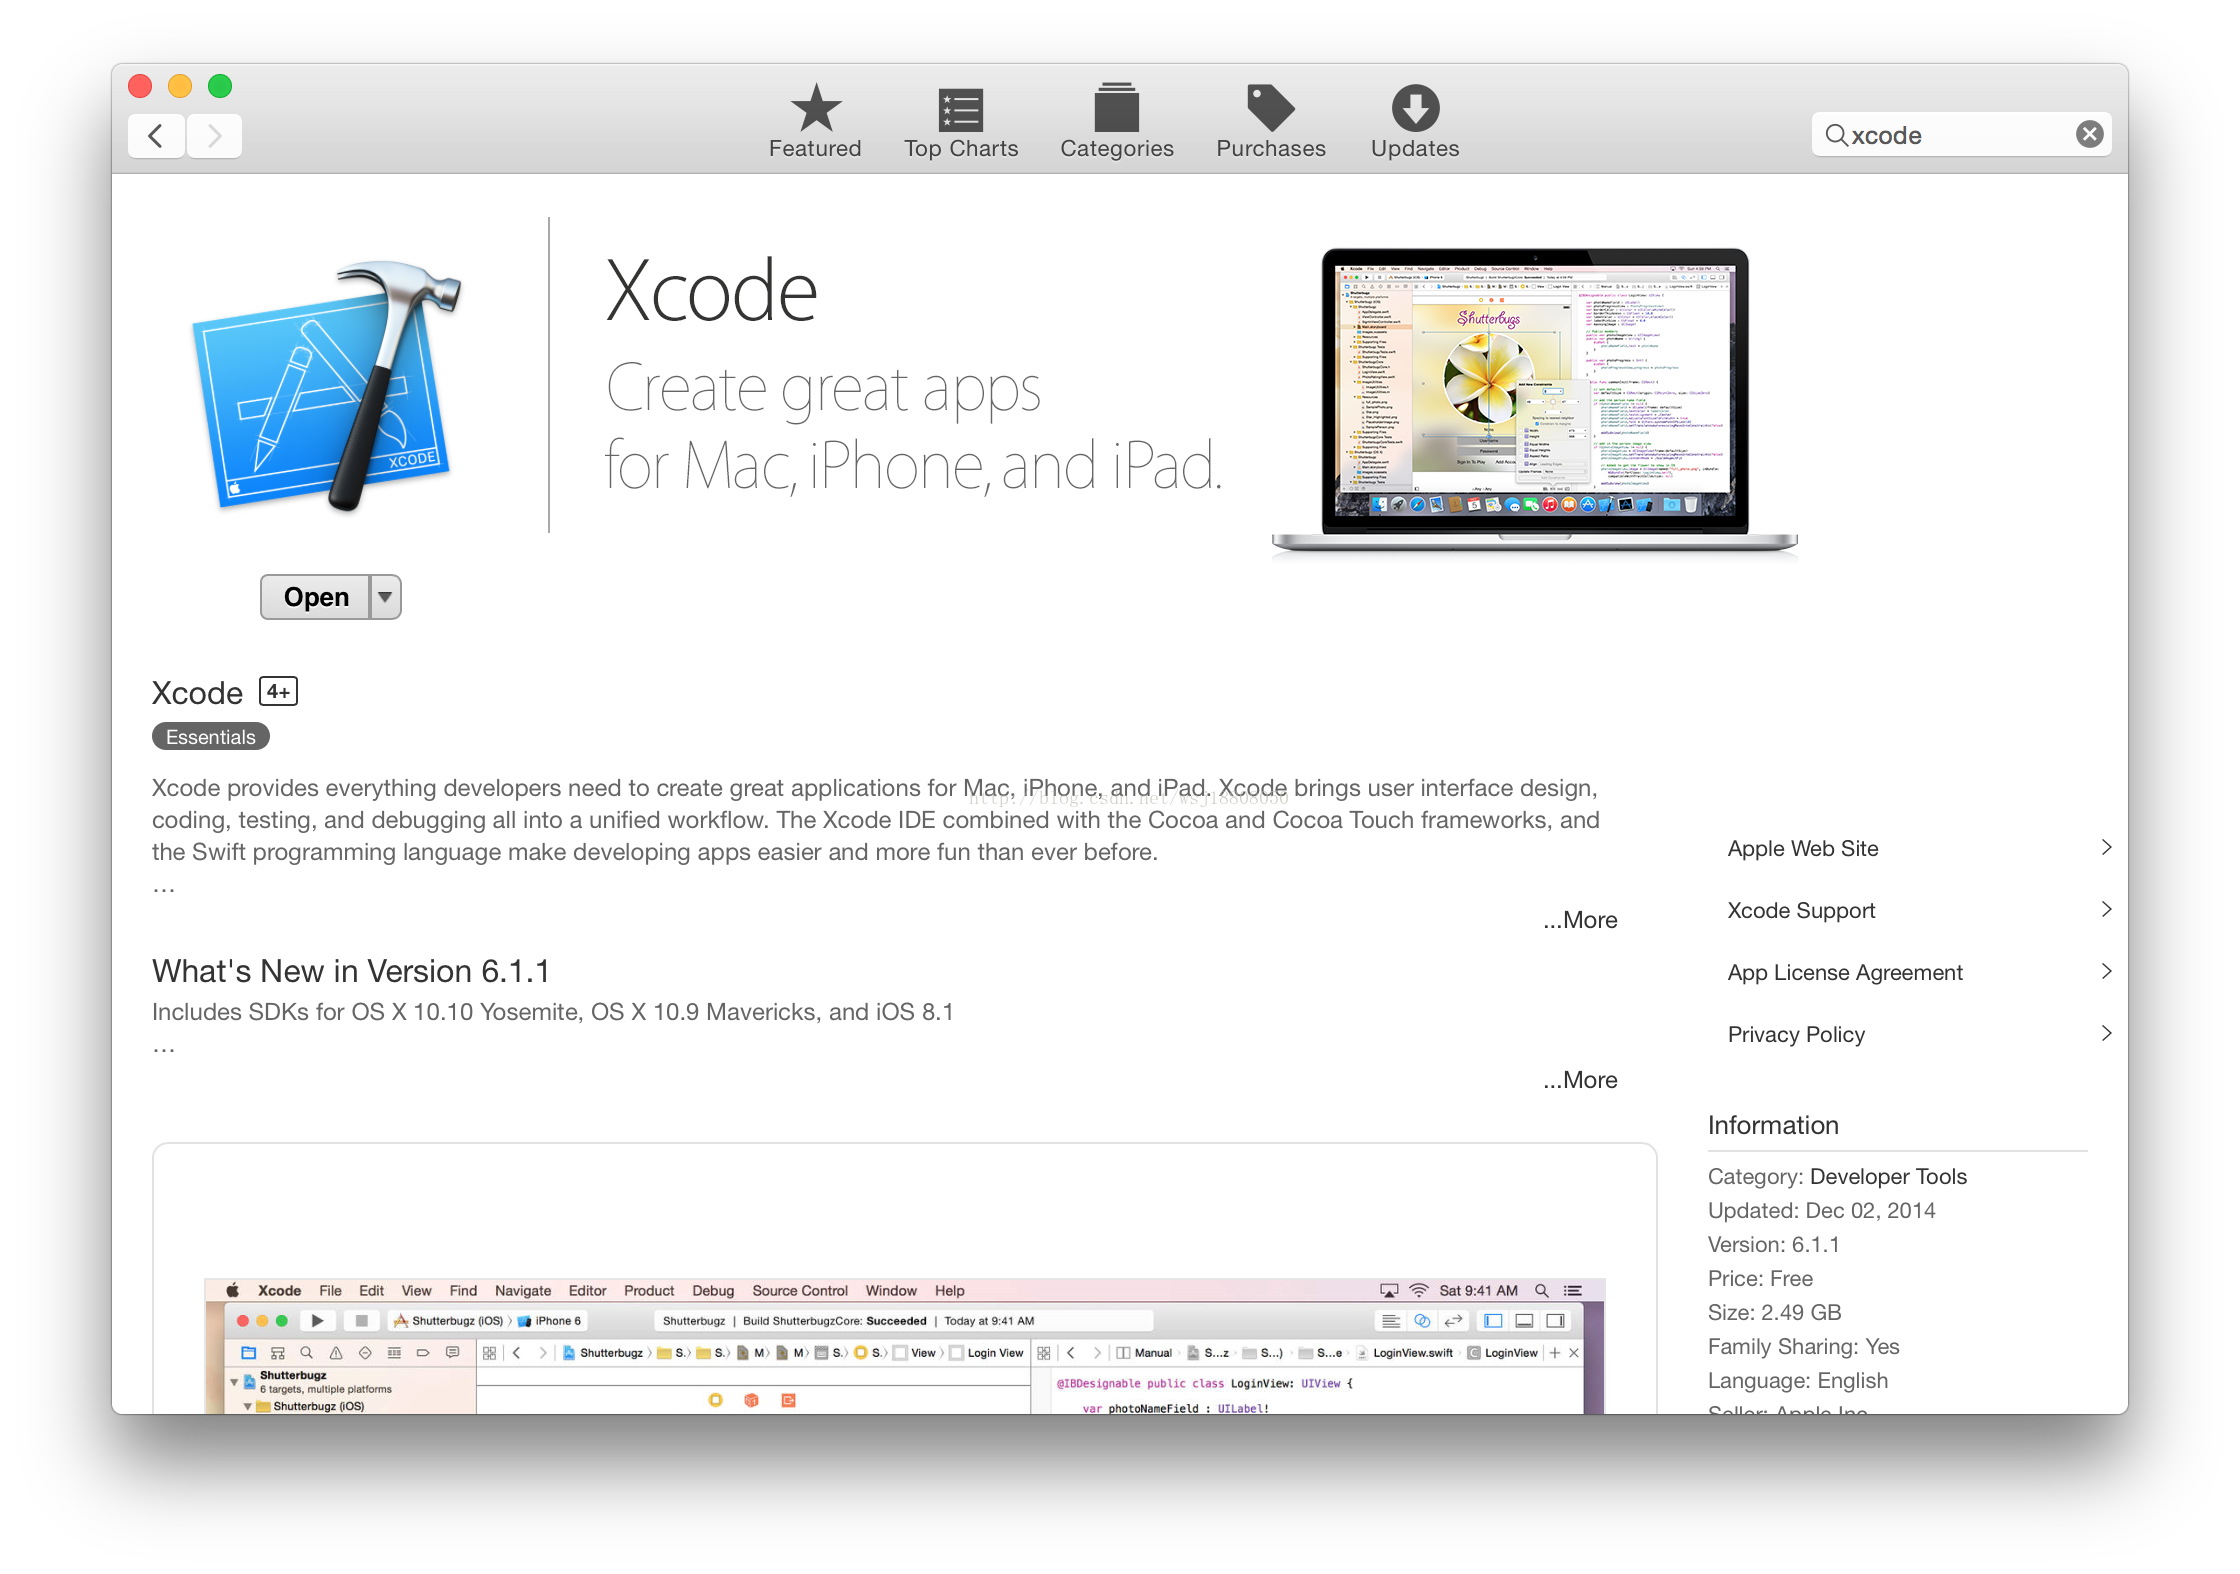 Featured
Top Charts
Categories
Purchases
Updates
xcode
XCODE
Xcode
Create great apps
for Mac, iPhone, and iPad.
Shutterbugs
Open
Xcode 4+
Essentials
Xcode provides everything developers need to create great applications for Mac, iPhone, and iPad. Xcode brings user interface design,
coding, testing, and debugging all into a unified workflow. The Xcode IDE combined with the Cocoa and Cocoa Touch frameworks, and
the Swift programming language make developing apps easier and more fun than ever before.
...
...More
http://blog.csdn.net/wsj18808050
What's New in Version 6.1.1
Includes SDKs for OS X 10.10 Yosemite, OS X 10.9 Mavericks, and iOS 8.1
...
...More
Apple Web Site
Xcode Support
App License Agreement
Privacy Policy
Information
Category: Developer Tools
Updated: Dec 02, 2014
Version: 6.1.1
Price: Free
Size: 2.49 GB
Family Sharing: Yes
Language: English
Seller: Apple Inc.
Xcode File Edit View Find Navigate Editor Product Debug Source Control Window Help Sat 9:41 AM
Shutterbugz (iOS) iPhone 6 Shutterbugz | Build ShutterbugzCore: Succeeded | Today at 9:41 AM
Shutterbugz S. S. M M S. S. View Login View Manual S...z S...) S...e LoginView.swift C LoginView
Shutterbugz
6 targets, multiple platforms
Shutterbugz (iOS)
@IBDesignable public class LoginView: UIView {
var photoNameField : UILabel!